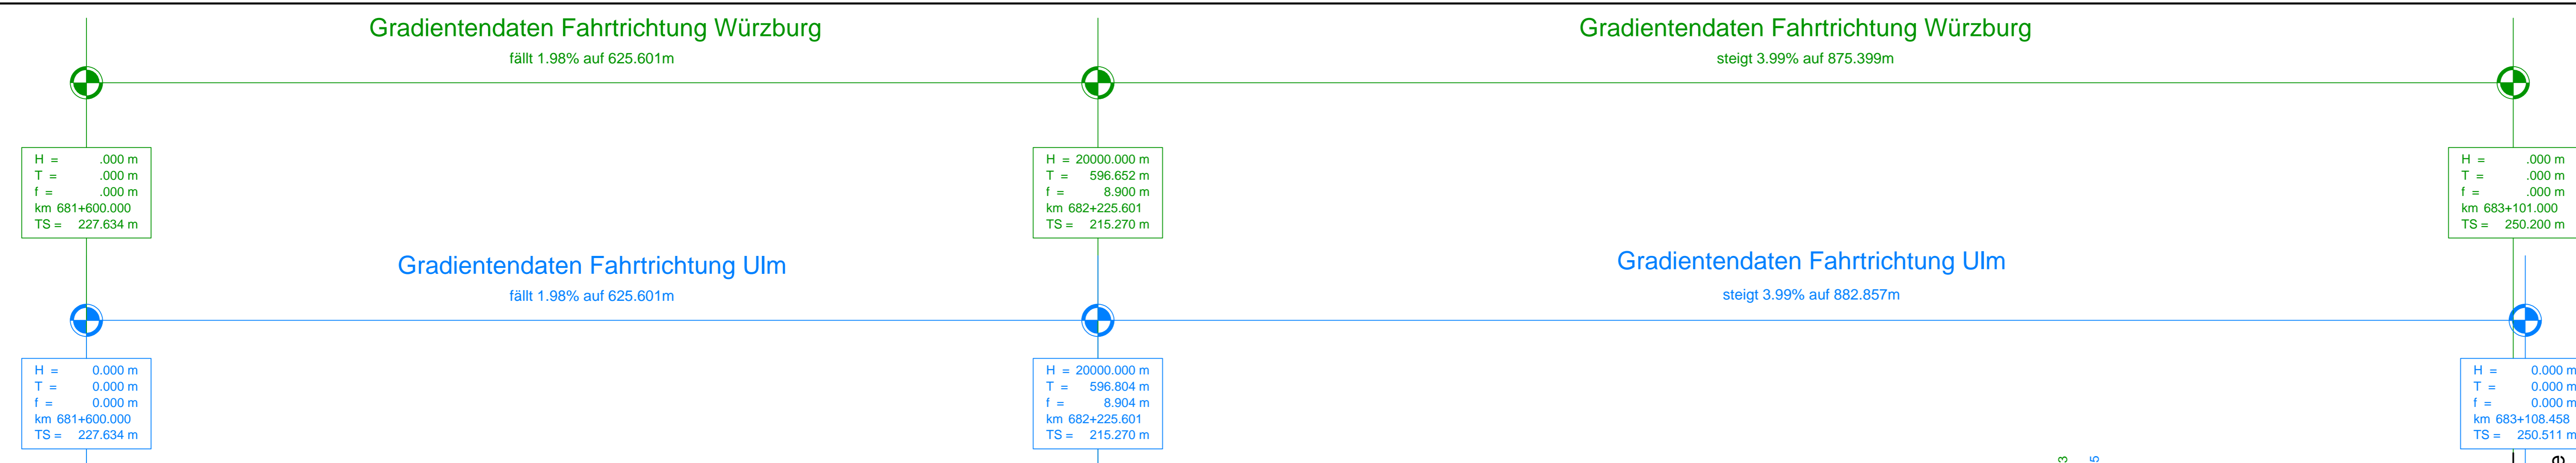 Gradientendaten Fahrtrichtung Würzburg
fällt 1.98% auf 625.601m
Gradientendaten Fahrtrichtung Würzburg
steigt 3.99% auf 875.399m
H = .000 m
T = .000 m
f = .000 m
km 681+600.000
TS = 227.634 m
H = 20000.000 m
T = 596.652 m
f = 8.900 m
km 682+225.601
TS = 215.270 m
H = .000 m
T = .000 m
f = .000 m
km 683+101.000
TS = 250.200 m
Gradientendaten Fahrtrichtung Ulm
fällt 1.98% auf 625.601m
Gradientendaten Fahrtrichtung Ulm
steigt 3.99% auf 882.857m
H = 0.000 m
T = 0.000 m
f = 0.000 m
km 681+600.000
TS = 227.634 m
H = 20000.000 m
T = 596.804 m
f = 8.904 m
km 682+225.601
TS = 215.270 m
H = 0.000 m
T = 0.000 m
f = 0.000 m
km 683+108.458
TS = 250.511 m
3
5